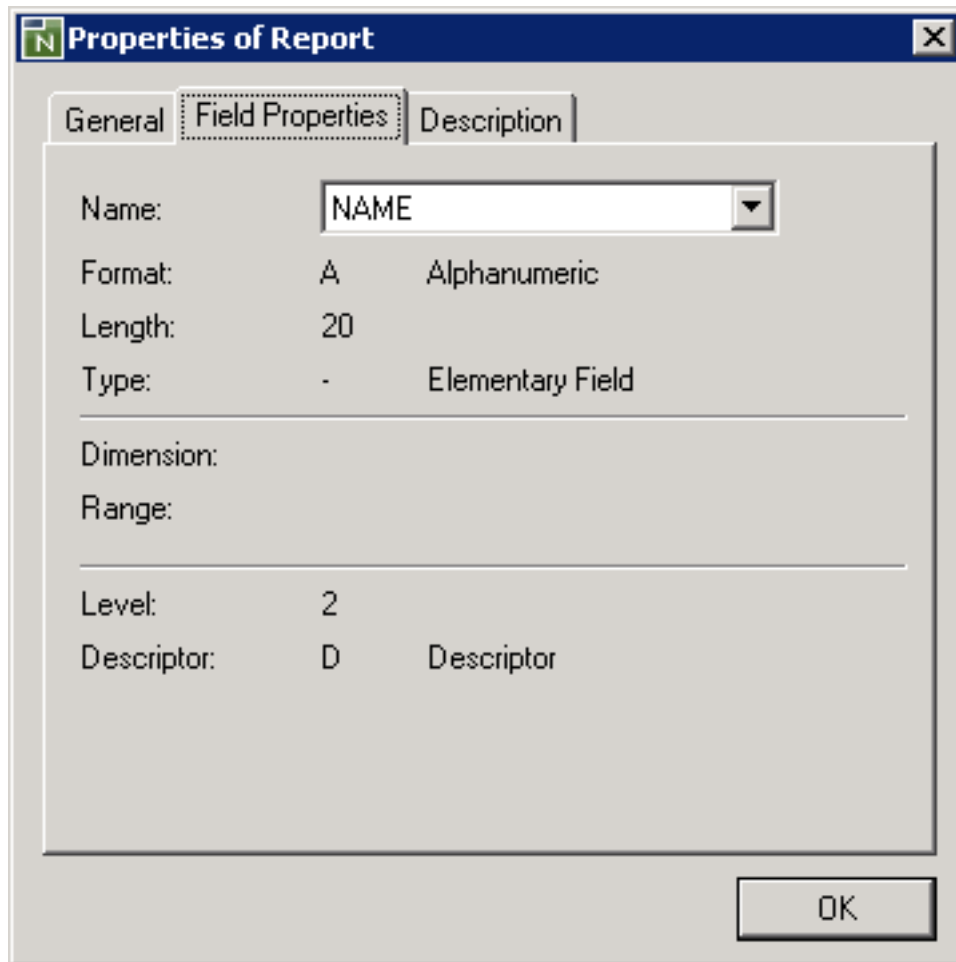 N Properties of Report
General Field Properties Description
Name: NAME
Format: A Alphanumeric
Length: 20
Type: - Elementary Field
Dimension:
Range:
Level: 2
Descriptor: D Descriptor
OK